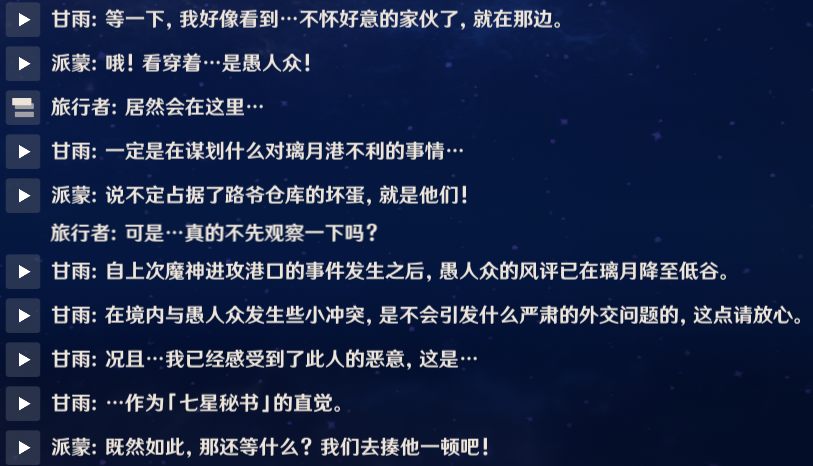 甘雨: 等一下, 我好像看到…不怀好意的家伙了, 就在那边。
派蒙: 哦! 看穿着…是愚人众!
旅行者: 居然会在这里…
甘雨: 一定是在谋划什么对璃月港不利的事情…
派蒙: 说不定占据了路爷仓库的坏蛋, 就是他们!
旅行者: 可是…真的不先观察一下吗?
甘雨: 自上次魔神进攻港口的事件发生之后, 愚人众的风评已在璃月降至低谷。
甘雨: 在境内与愚人众发生些小冲突, 是不会引发什么严肃的外交问题的, 这点请放心。
甘雨: 况且…我已经感受到了此人的恶意, 这是…
甘雨: …作为「七星秘书」的直觉。
派蒙: 既然如此, 那还等什么? 我们去揍他一顿吧!